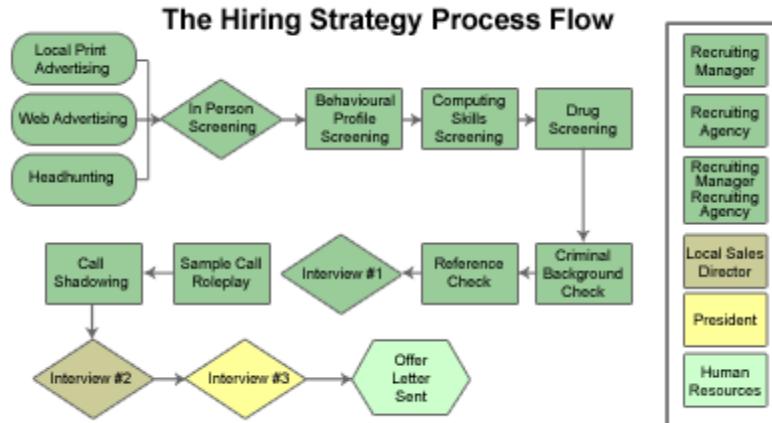 The Hiring Strategy Process Flow
Local Print
Advertising
Web Advertising
Headhunting
In Person
Screening
Behavioural
Profile
Screening
Computing
Skills
Screening
Drug
Screening
Call
Shadowing
Sample Call
Roleplay
Interview #1
Reference
Check
Criminal
Background
Check
Interview #2
Interview #3
Offer
Letter
Sent
Recruiting
Manager
Recruiting
Agency
Recruiting
Manager
Recruiting
Agency
Local Sales
Director
President
Human
Resources